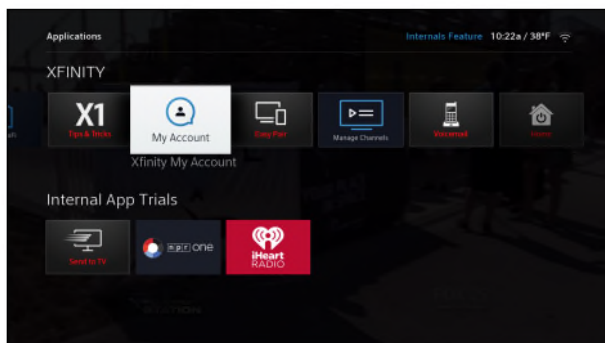 Applications
Internals Feature 10:22a / 38°F
XFINITY
X1
Tips & Tricks
My Account
Easy Pair
Manage Channels
Voicemail
Home
Xfinity My Account
Internal App Trials
Send to TV
npr one
iHeart
RADIO